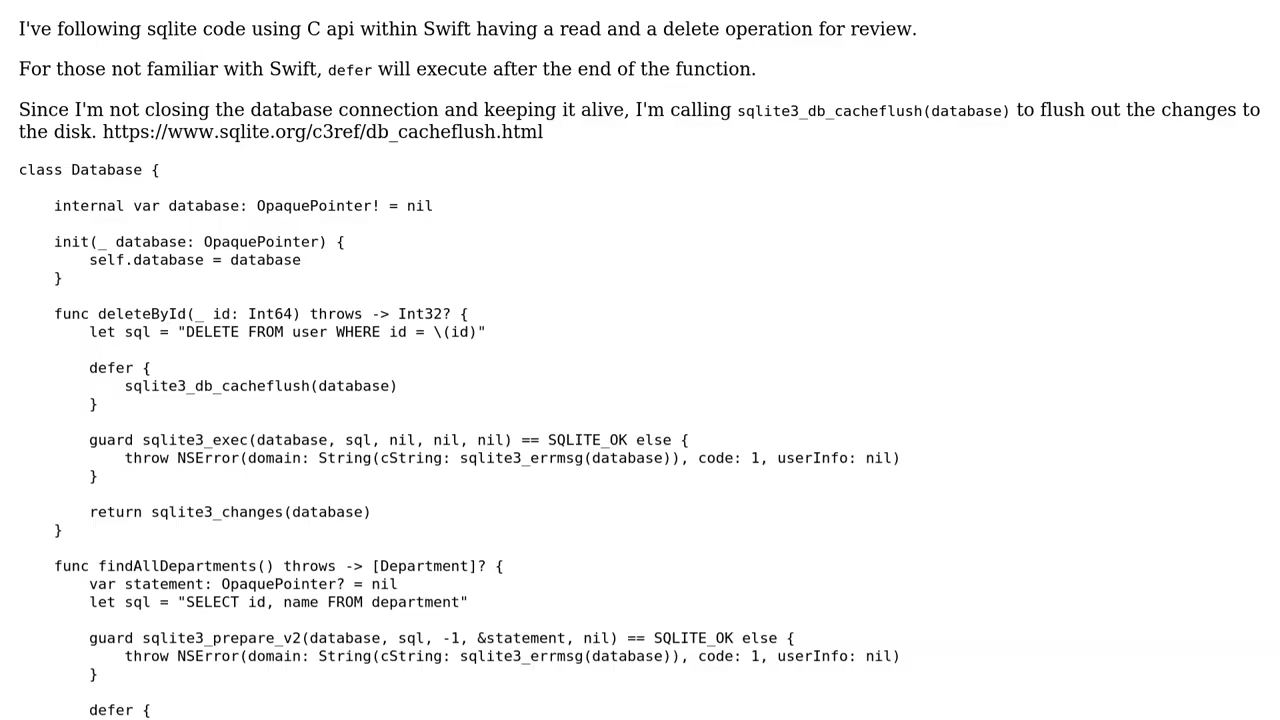 I've following sqlite code using C api within Swift having a read and a delete operation for review.
For those not familiar with Swift, defer will execute after the end of the function.
Since I'm not closing the database connection and keeping it alive, I'm calling sqlite3_db_cacheflush(database) to flush out the changes to
the disk. https://www.sqlite.org/c3ref/db_cacheflush.html
class Database {
    internal var database: OpaquePointer! = nil
    init(_ database: OpaquePointer) {
        self.database = database
    }
    func deleteById(_ id: Int64) throws -> Int32? {
        let sql = "DELETE FROM user WHERE id = \(id)"
        defer {
            sqlite3_db_cacheflush(database)
        }
        guard sqlite3_exec(database, sql, nil, nil, nil) == SQLITE_OK else {
            throw NSError(domain: String(cString: sqlite3_errmsg(database)), code: 1, userInfo: nil)
        }
        return sqlite3_changes(database)
    }
    func findAllDepartments() throws -> [Department]? {
        var statement: OpaquePointer? = nil
        let sql = "SELECT id, name FROM department"
        guard sqlite3_prepare_v2(database, sql, -1, &statement, nil) == SQLITE_OK else {
            throw NSError(domain: String(cString: sqlite3_errmsg(database)), code: 1, userInfo: nil)
        }
        defer {